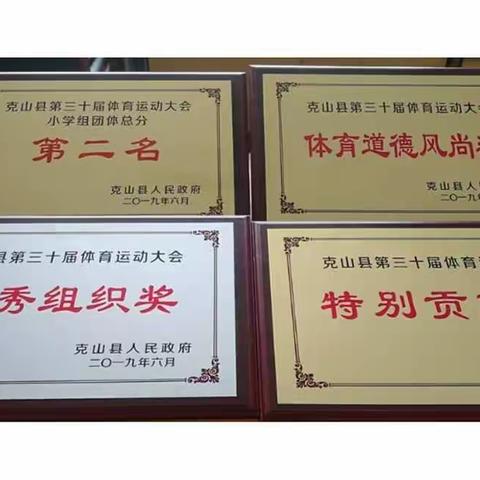 克山县第三十届体育运动大会
小学组团体总分
第二名
克山县人民政府
二〇一九年六月
克山县第三十届体育运动大会
体育道德风尚
克山县人民
二〇一九年
县第三十届体育运动大会
秀组织奖
克山县人民政府
二〇一九年六月
克山县第三十届体育
特别贡